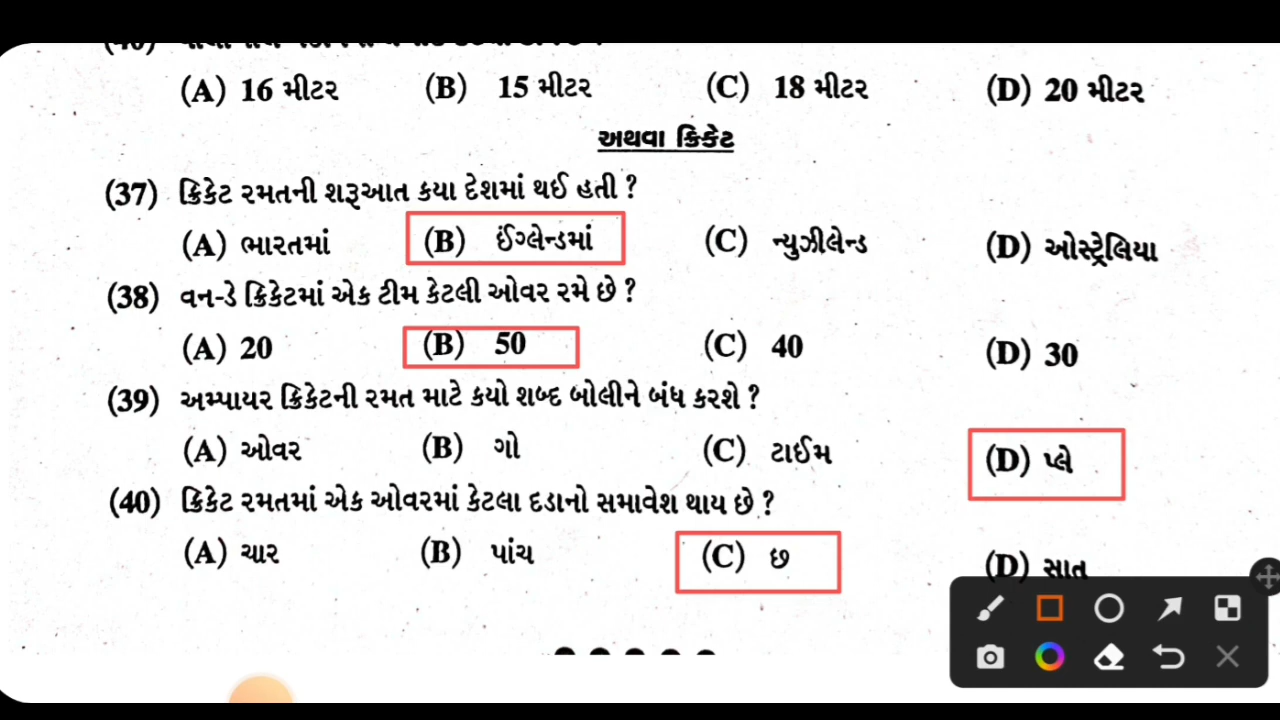 (A) 16 મીટર (B) 15 મીટર (C) 18 મીટર (D) 20 મીટર
અથવા ક્રિકેટ
(37) ક્રિકેટ રમતની શરૂઆત કયા દેશમાં થઈ હતી ?
(A) ભારતમાં (B) ઈંગ્લેન્ડમાં (C) ન્યુઝીલેન્ડ (D) ઓસ્ટ્રેલિયા
(38) વન-ડે ક્રિકેટમાં એક ટીમ કેટલી ઓવર રમે છે ?
(A) 20 (B) 50 (C) 40 (D) 30
(39) અમ્પાયર ક્રિકેટની રમત માટે કયો શબ્દ બોલીને બંધ કરશે ?
(A) ઓવર (B) ગો (C) ટાઈમ (D) પ્લે
(40) ક્રિકેટ રમતમાં એક ઓવરમાં કેટલા દડાનો સમાવેશ થાય છે ?
(A) ચાર (B) પાંચ (C) છ (D) સાત